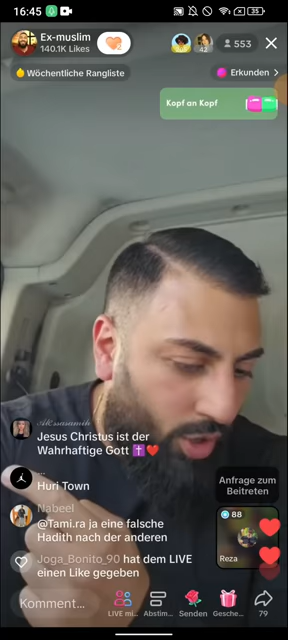 16:45
35
Ex-muslim
140.1K Likes
42
553
Wöchentliche Rangliste
Erkunden
Kopf an Kopf
Jesus Christus ist der
Wahrhaftige Gott ✝️❤️
...
Huri Town
Nabeel
@Tami.ra ja eine falsche
Hadith nach der anderen
Joga_Bonito_90 hat dem LIVE
einen Like gegeben
Anfrage zum
Beitreten
88
Reza
Komment...
LIVE mi...
Abstim...
Senden
Gesche...
79